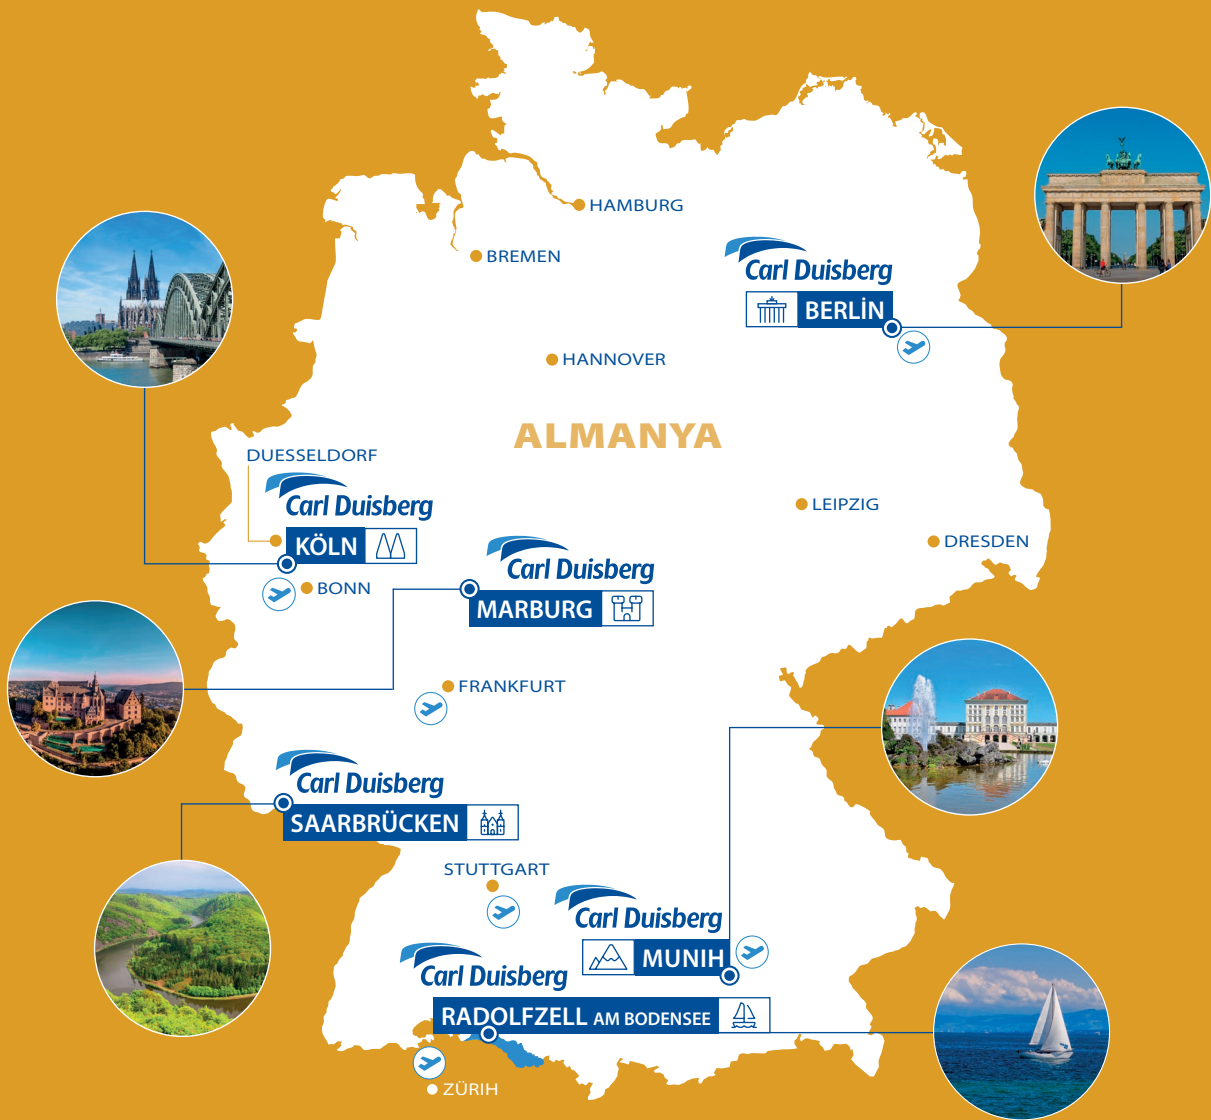 HAMBURG
BREMEN
Carl Duisberg
BERLİN
HANNOVER
ALMANYA
DUESSELDORF
Carl Duisberg
KÖLN
LEIPZIG
DRESDEN
BONN
Carl Duisberg
MARBURG
FRANKFURT
Carl Duisberg
SAARBRÜCKEN
STUTTGART
Carl Duisberg
MUNIH
Carl Duisberg
RADOLFZELL AM BODENSEE
ZÜRIH